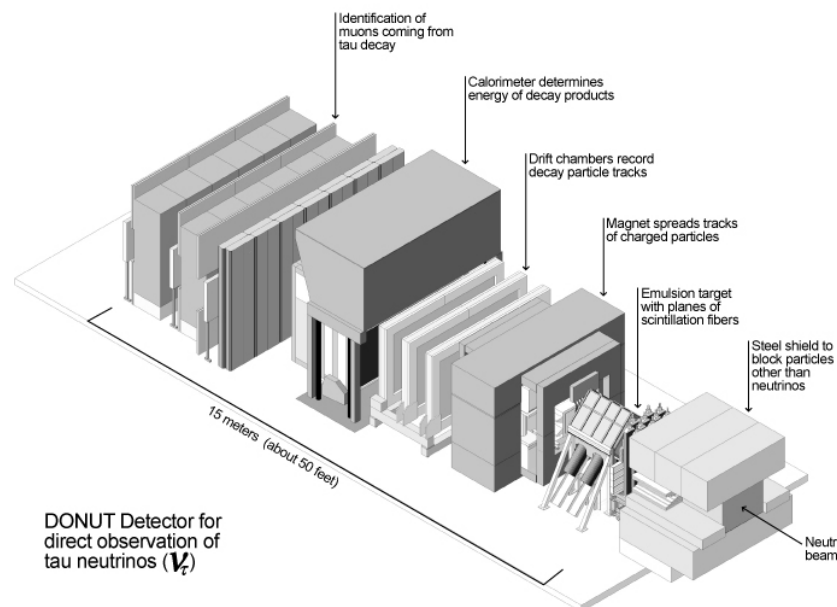 Identification of
muons coming from
tau decay
Calorimeter determines
energy of decay products
Drift chambers record
decay particle tracks
Magnet spreads tracks
of charged particles
Emulsion target
with planes of
scintillation fibers
Steel shield to
block particles
other than
neutrinos
15 meters (about 50 feet)
Neutr
beam
DONUT Detector for
direct observation of
tau neutrinos (ντ)